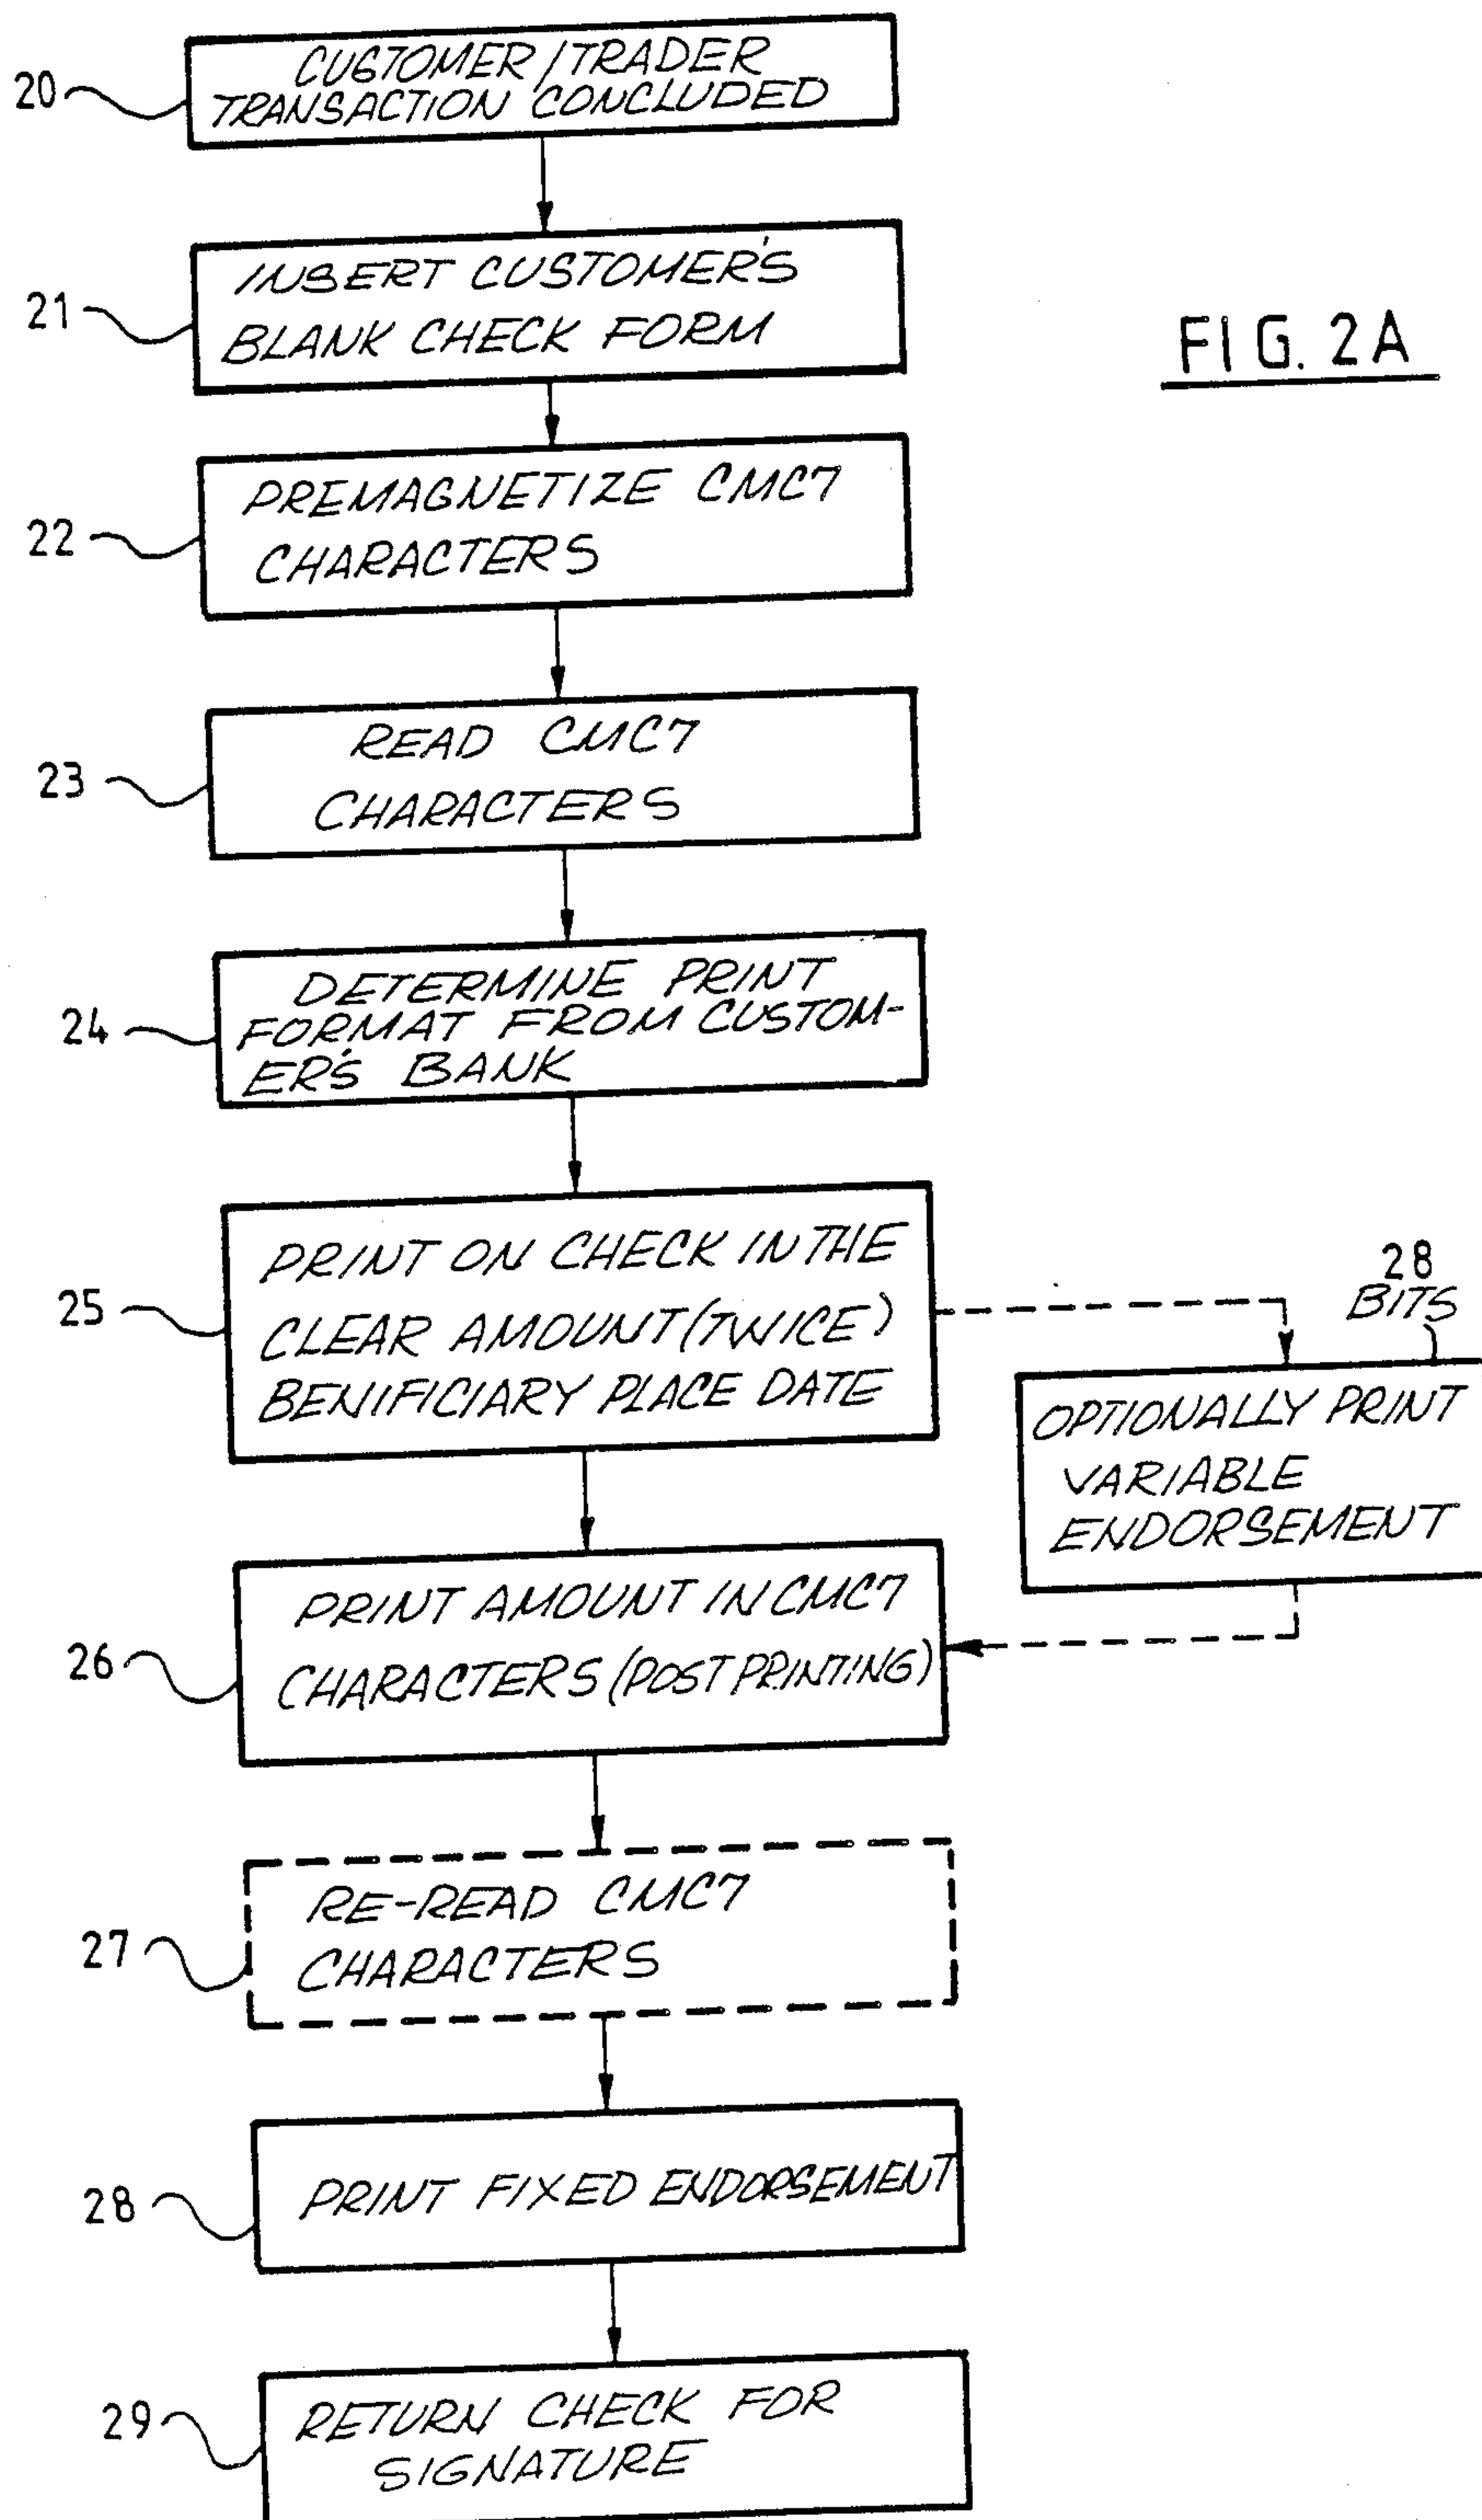 20
CUSTOMER/TRADER
TRANSACTION CONCLUDED
21
INSERT CUSTOMER'S
BLANK CHECK FORM
FIG. 2A
22
PREMAGNETIZE CMC7
CHARACTERS
23
READ CMC7
CHARACTERS
24
DETERMINE PRINT
FORMAT FROM CUSTOM-
ER'S BANK
25
PRINT ON CHECK IN THE
CLEAR AMOUNT (TWICE)
BENIFICIARY PLACE DATE
28
BITS
OPTIONALLY PRINT
VARIABLE
ENDORSEMENT
26
PRINT AMOUNT IN CMC7
CHARACTERS (POST PRINTING)
27
RE-READ CMC7
CHARACTERS
28
PRINT FIXED ENDORSEMENT
29
RETURN CHECK FOR
SIGNATURE